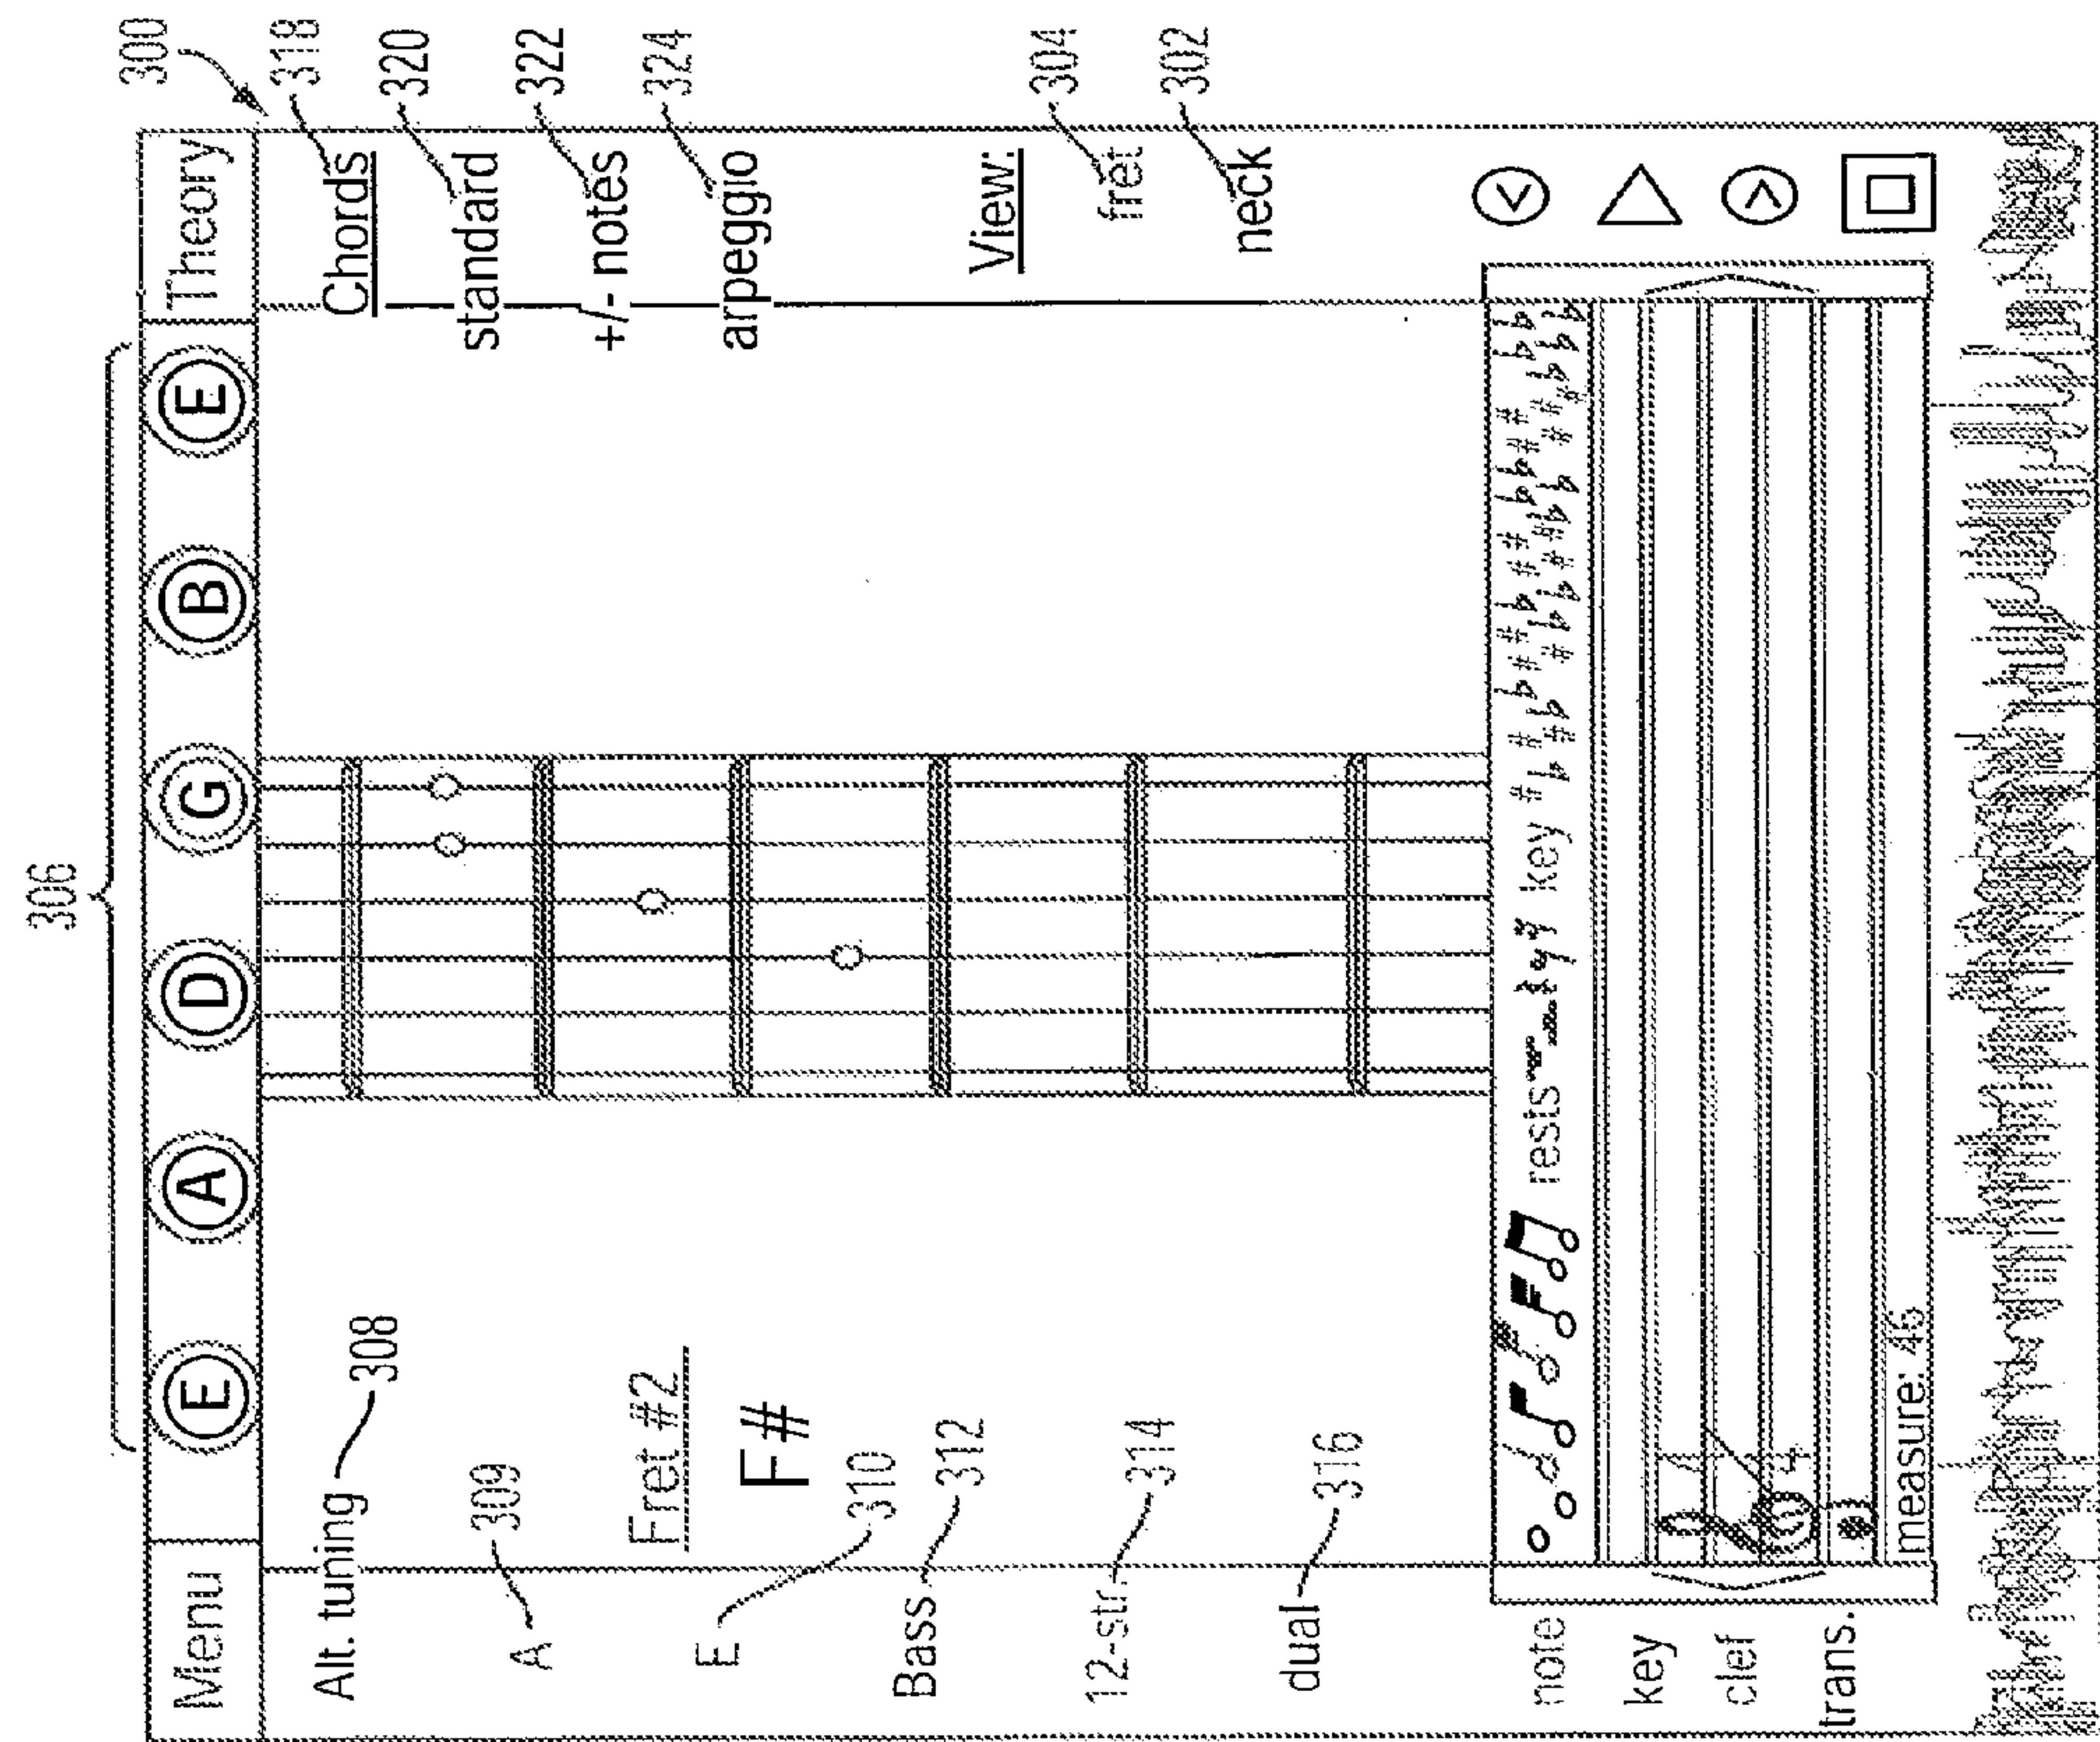 306
300
Menu E A D G B E Theory
Alt. tuning 308
A 309
Fret #2
F#
E 310
Bass 312
12-str. 314
dual 316
Chords 318
standard 320
+/- notes 322
arpeggio 324
View:
fret 304
neck 302
note
key
clef
trans.
rests key
measure: 46